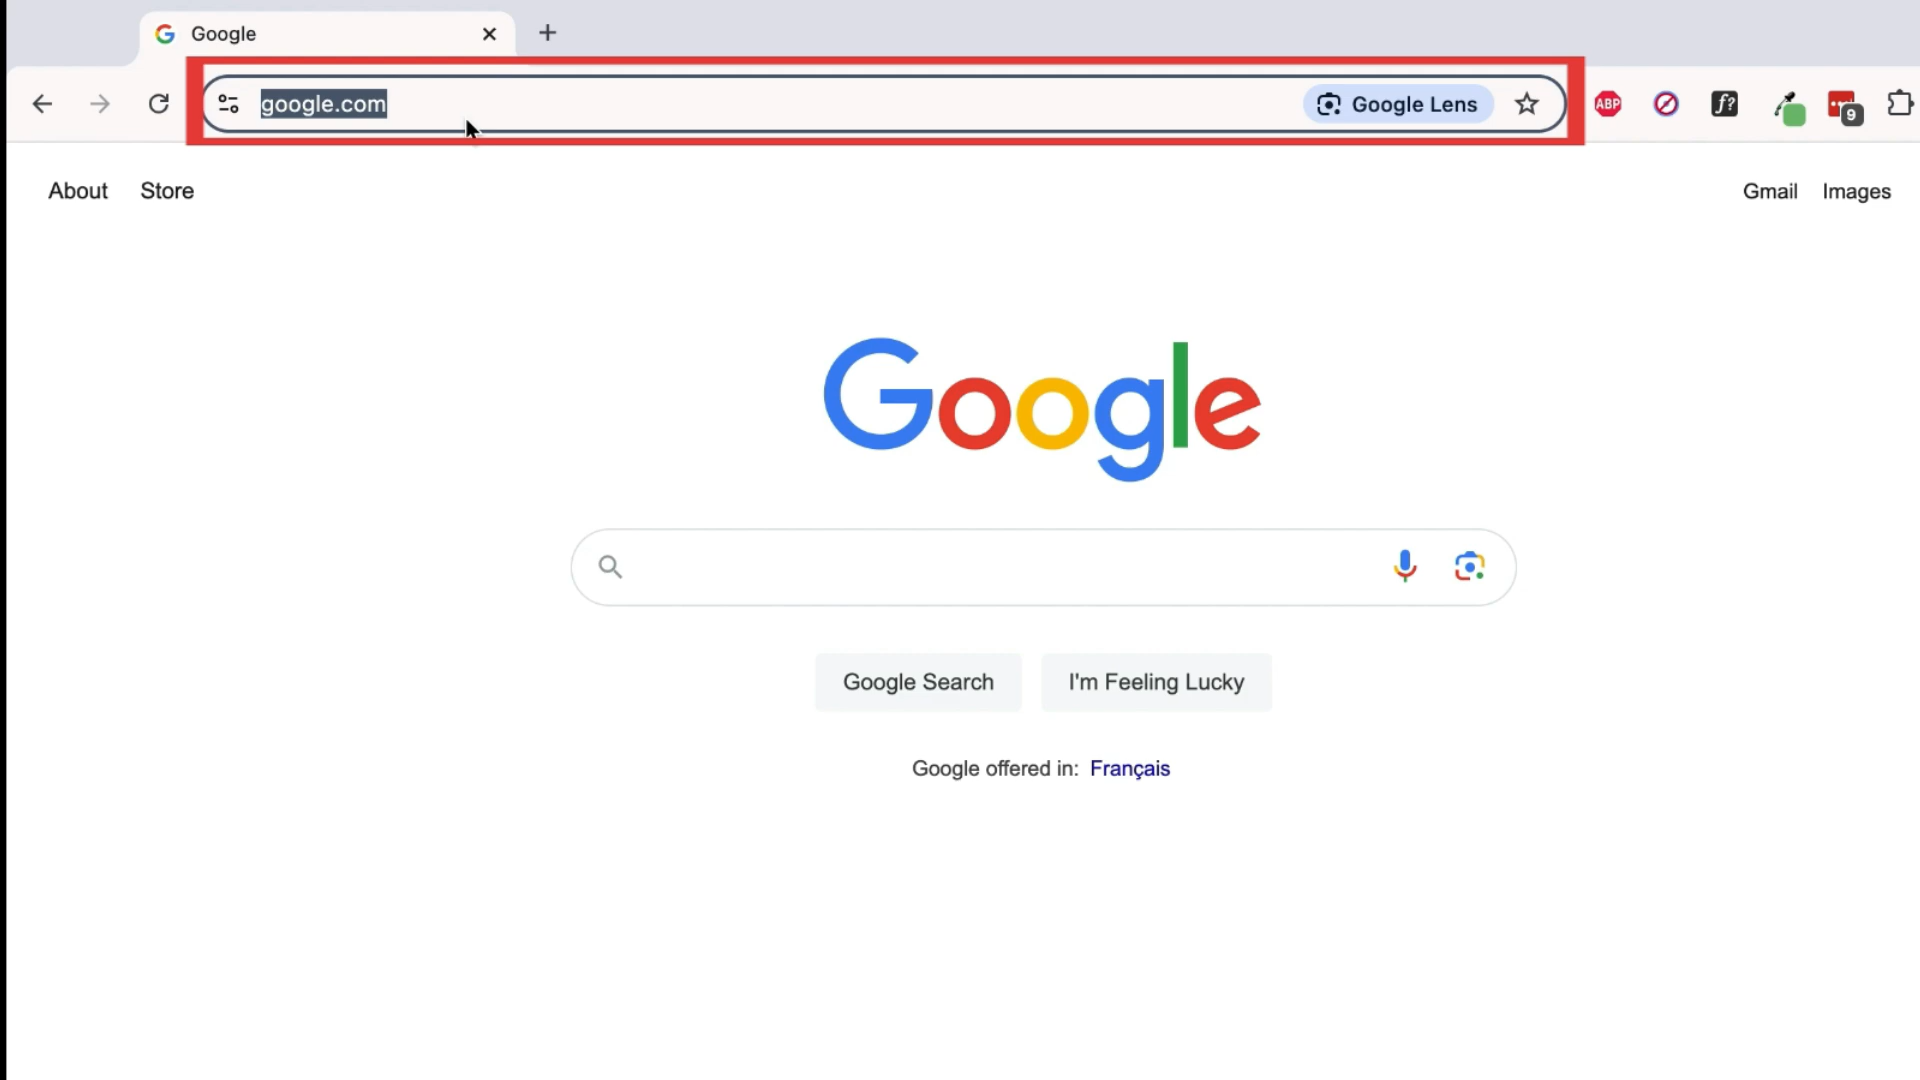 Google
google.com
Google Lens
ABP
f?
9
About Store
Gmail Images
Google
Google Search I'm Feeling Lucky
Google offered in: Français